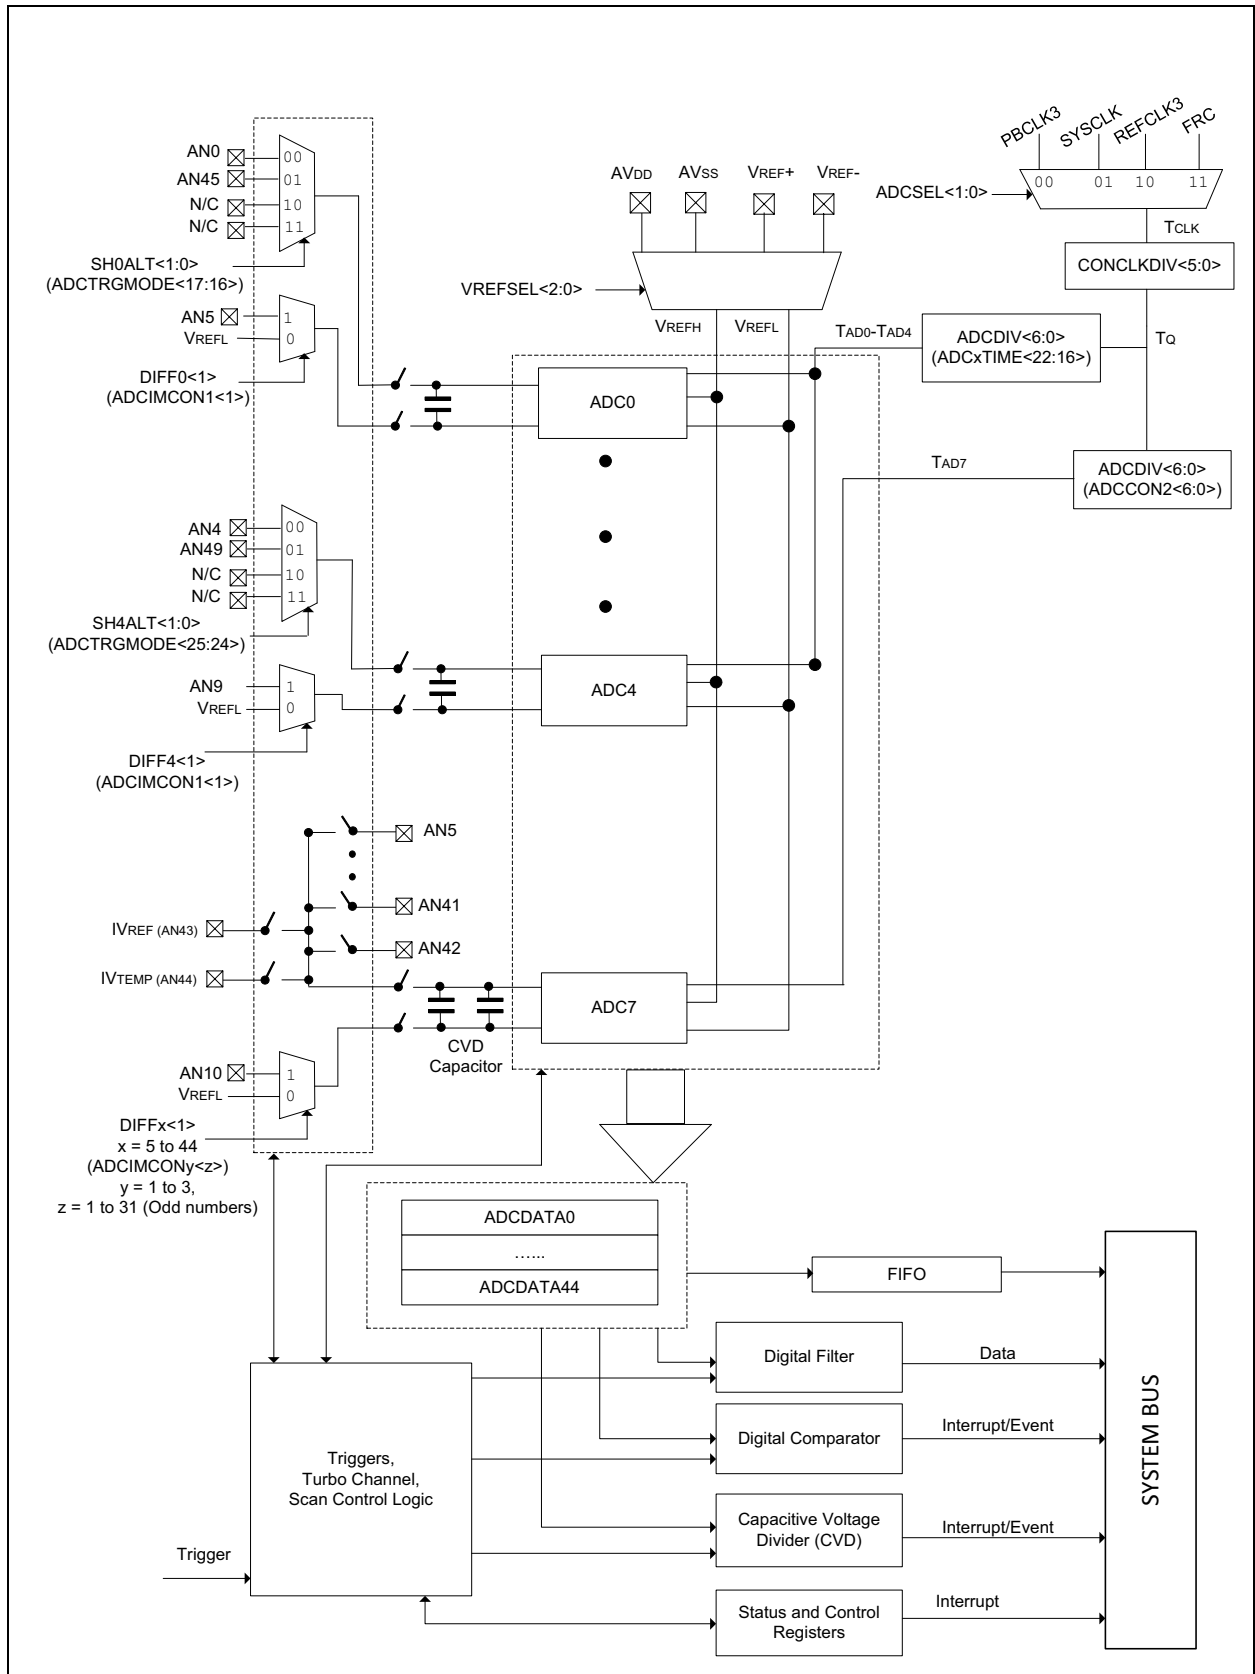 PBCLK3
SYSCLK
REFCLK3
FRC
ADCSEL<1:0>
00 01 10 11
TCLK
CONCLKDIV<5:0>
TQ
AVDD
AVSS
VREF+
VREF-
VREFSEL<2:0>
VREFH
VREFL
TAD0-TAD4
ADCDIV<6:0>
(ADCxTIME<22:16>)
TAD7
ADCDIV<6:0>
(ADCCON2<6:0>)
AN0
00
AN45
01
N/C
10
N/C
11
SH0ALT<1:0>
(ADCTRGMODE<17:16>)
AN5
1
VREFL
0
DIFF0<1>
(ADCIMCON1<1>)
ADC0
AN4
00
AN49
01
N/C
10
N/C
11
SH4ALT<1:0>
(ADCTRGMODE<25:24>)
AN9
1
VREFL
0
DIFF4<1>
(ADCIMCON1<1>)
ADC4
AN5
AN41
AN42
IVREF (AN43)
IVTEMP (AN44)
ADC7
CVD
Capacitor
AN10
1
VREFL
0
DIFFx<1>
x = 5 to 44
(ADCIMCONy<z>)
y = 1 to 3,
z = 1 to 31 (Odd numbers)
ADCDATA0
…...
ADCDATA44
FIFO
Digital Filter
Data
Digital Comparator
Interrupt/Event
Capacitive Voltage
Divider (CVD)
Interrupt/Event
Status and Control
Registers
Interrupt
Triggers,
Turbo Channel,
Scan Control Logic
Trigger
SYSTEM BUS